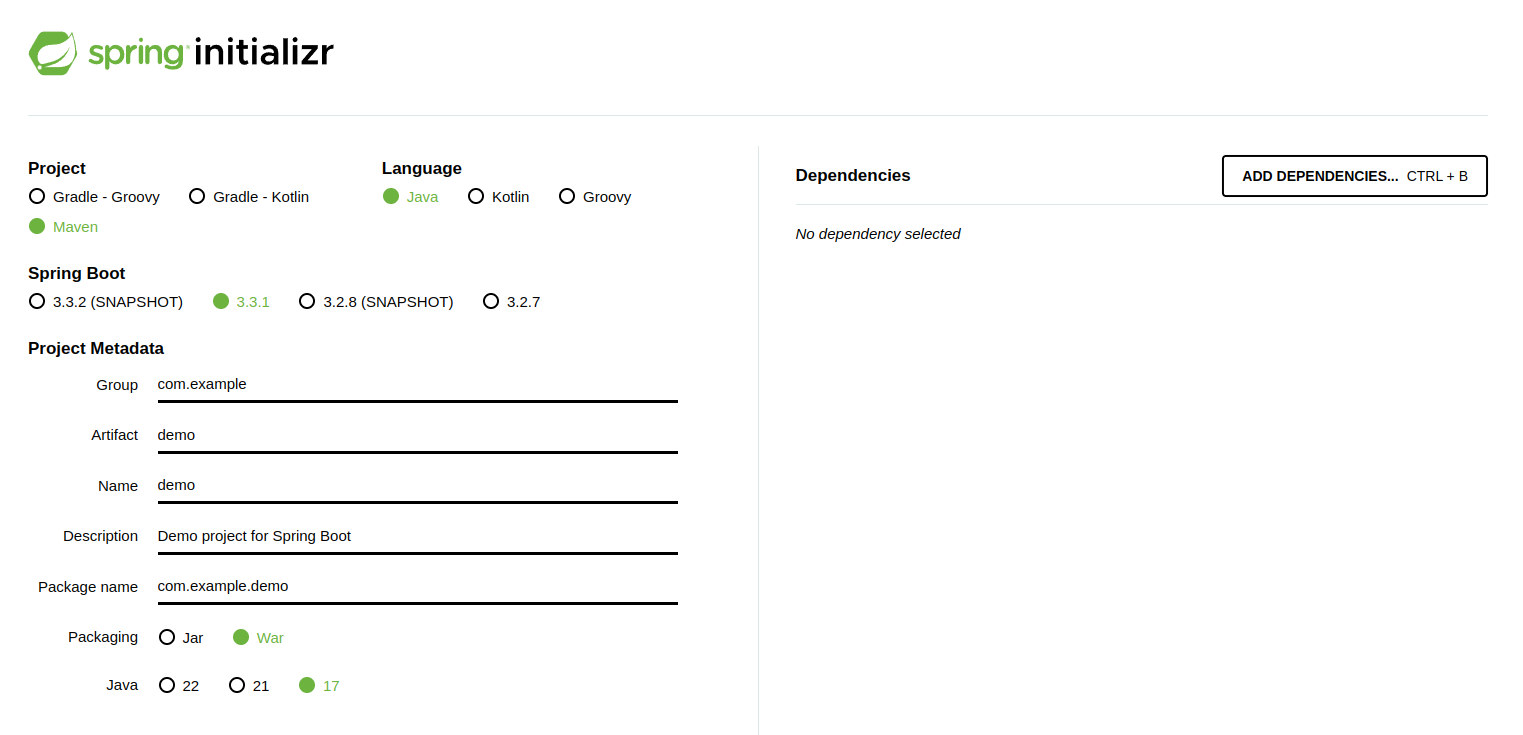 spring initializr
Project
Gradle - Groovy Gradle - Kotlin
Maven
Language
Java Kotlin Groovy
Spring Boot
3.3.2 (SNAPSHOT) 3.3.1 3.2.8 (SNAPSHOT) 3.2.7
Project Metadata
Group com.example
Artifact demo
Name demo
Description Demo project for Spring Boot
Package name com.example.demo
Packaging Jar War
Java 22 21 17
Dependencies
ADD DEPENDENCIES... CTRL + B
No dependency selected